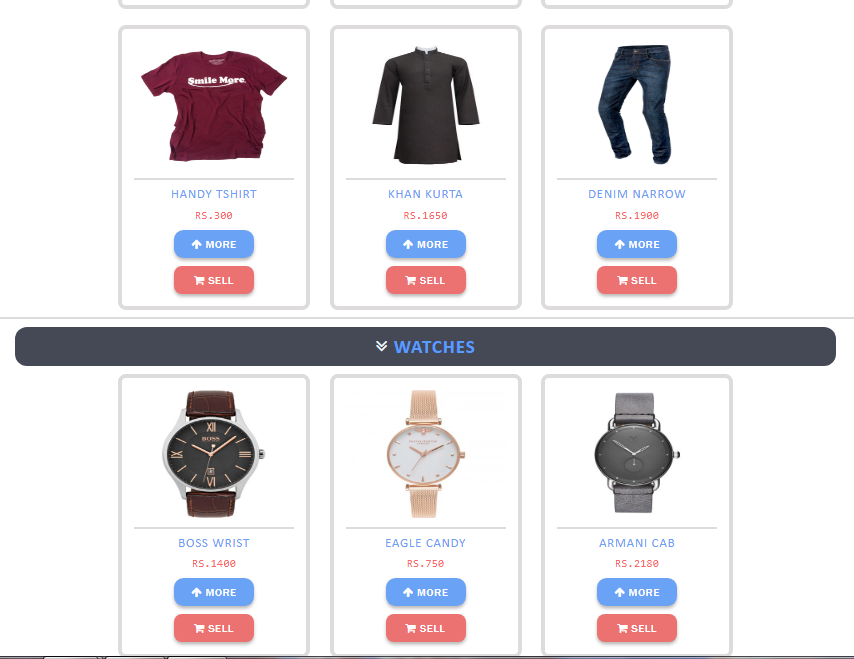 Smile More.
HANDY TSHIRT
RS.300
MORE
SELL
KHAN KURTA
RS.1650
MORE
SELL
DENIM NARROW
RS.1900
MORE
SELL
WATCHES
XII
BOSS
VI
BOSS WRIST
RS.1400
MORE
SELL
EAGLE CANDY
RS.750
MORE
SELL
ARMANI CAB
RS.2180
MORE
SELL